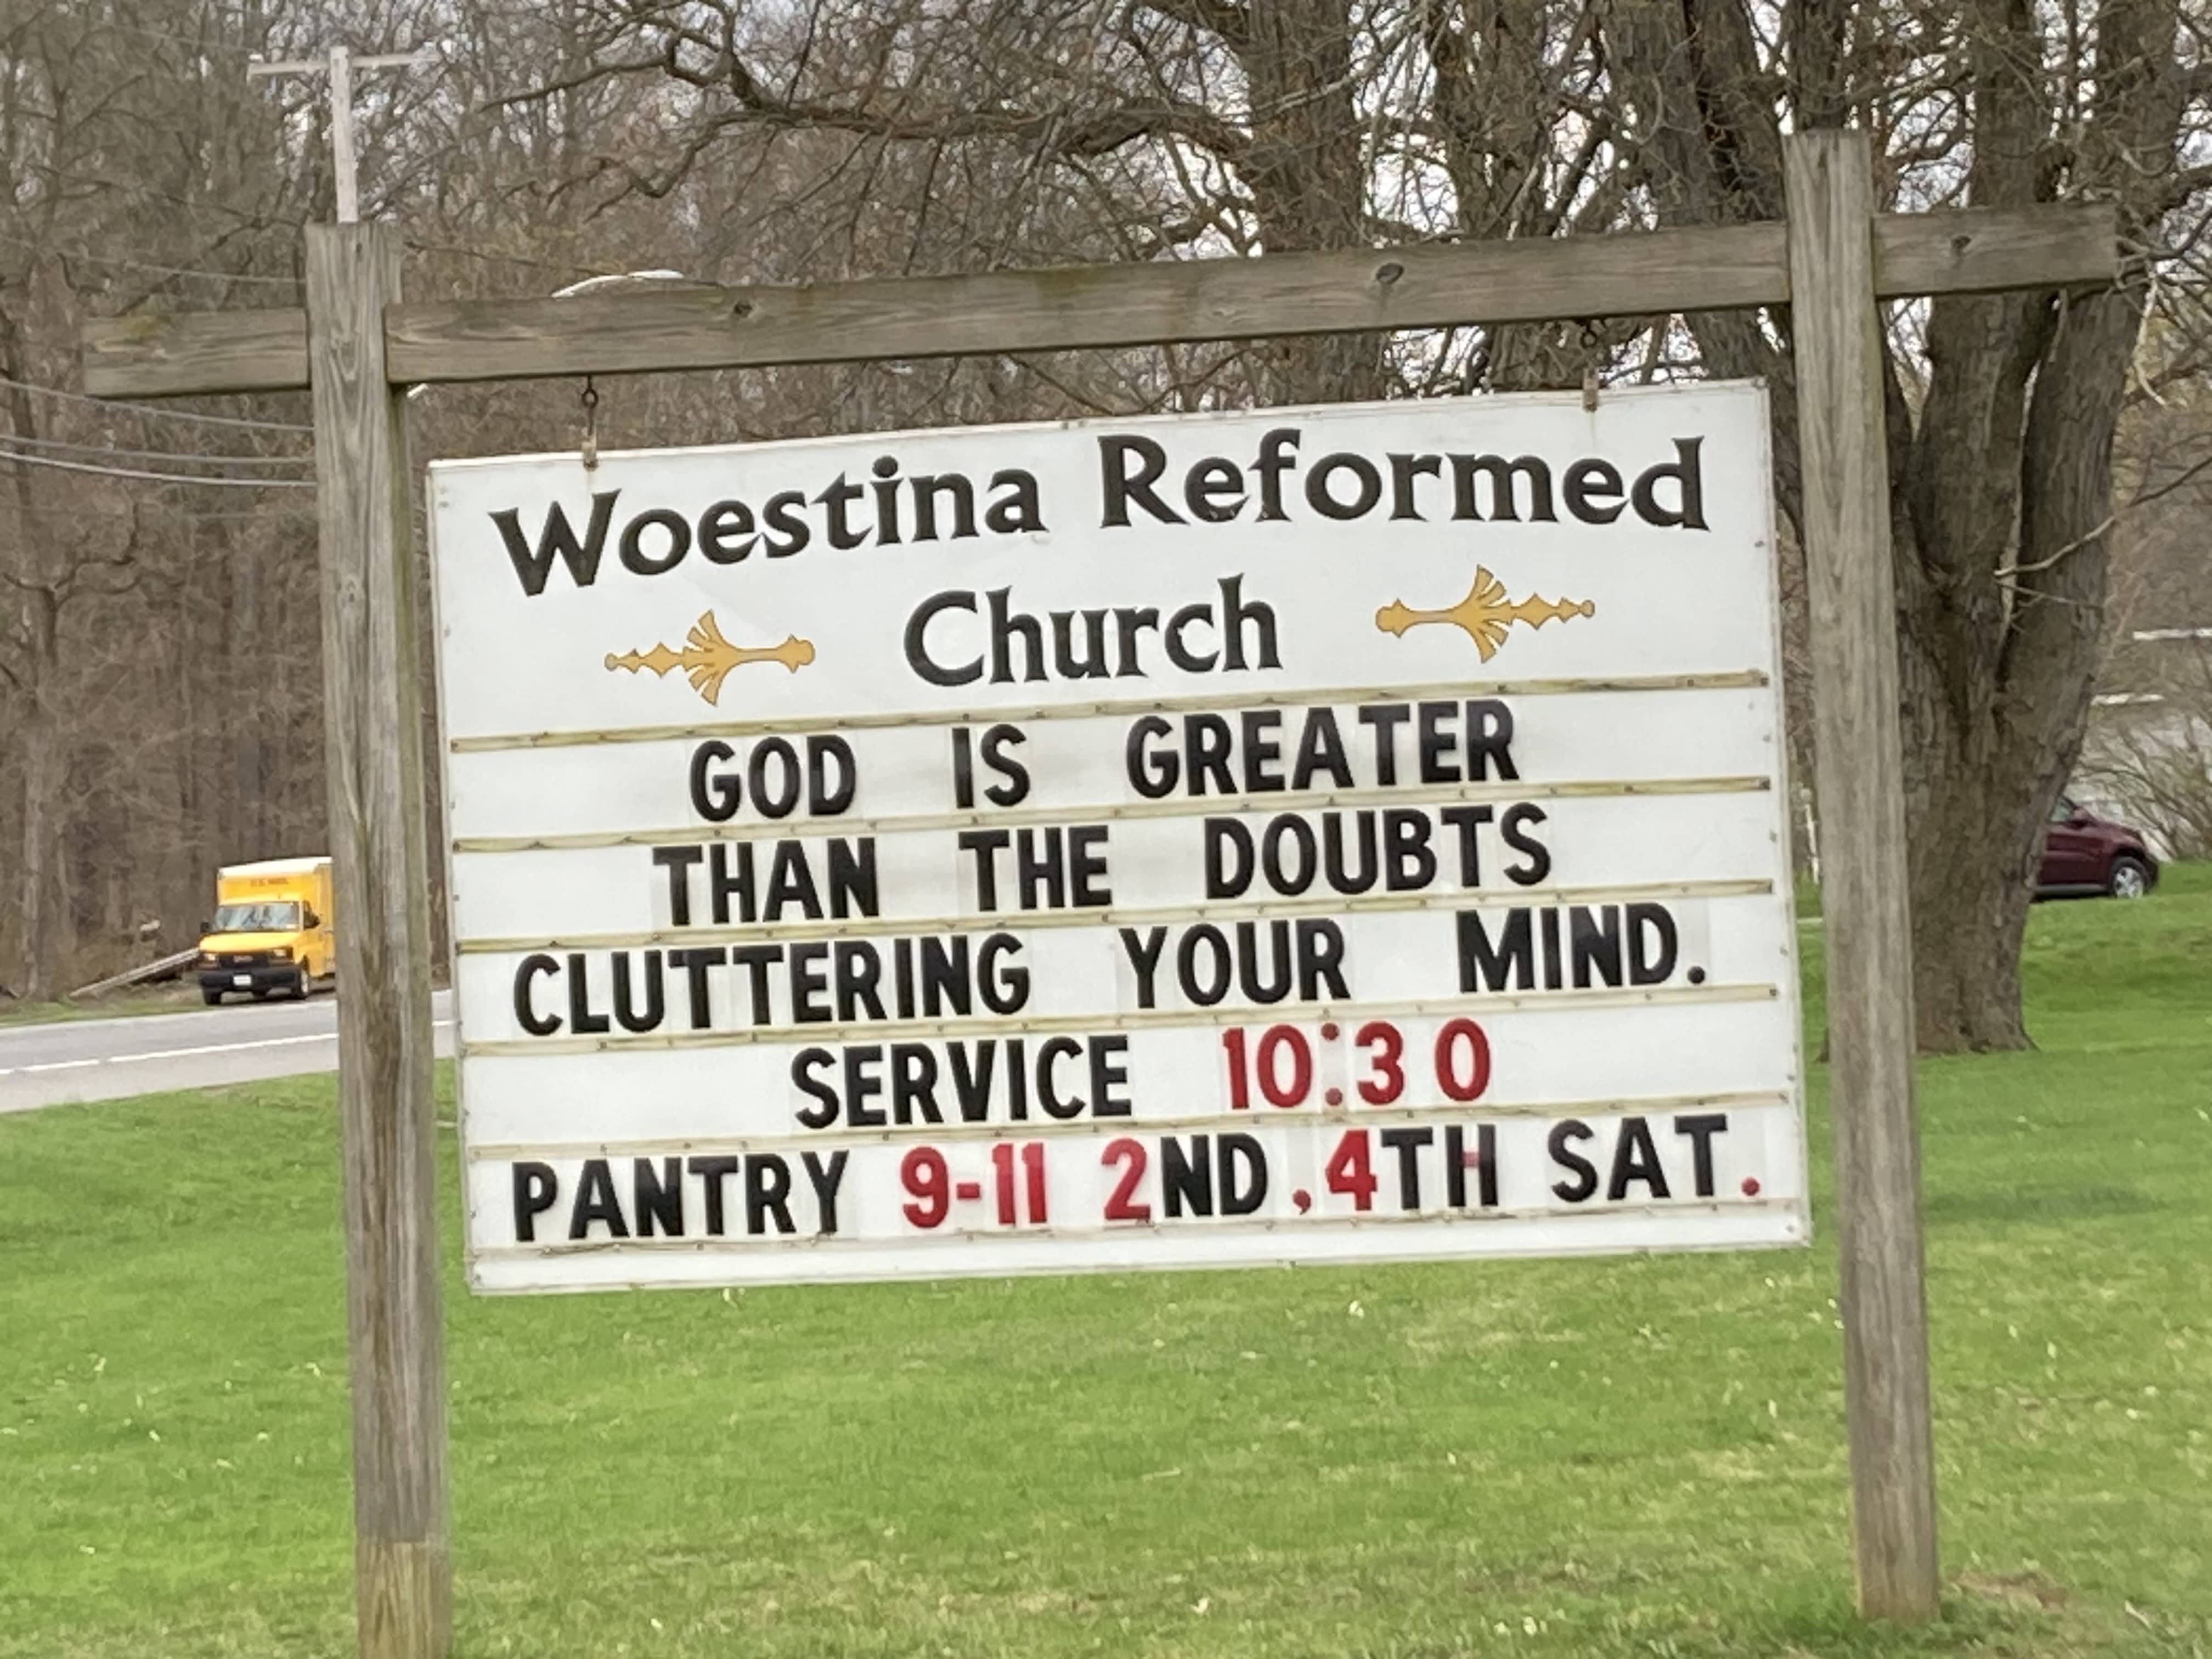 Woestina Reformed
Church
GOD IS GREATER
THAN THE DOUBTS
CLUTTERING YOUR MIND.
SERVICE 10:30
PANTRY 9-11 2ND,4TH SAT.